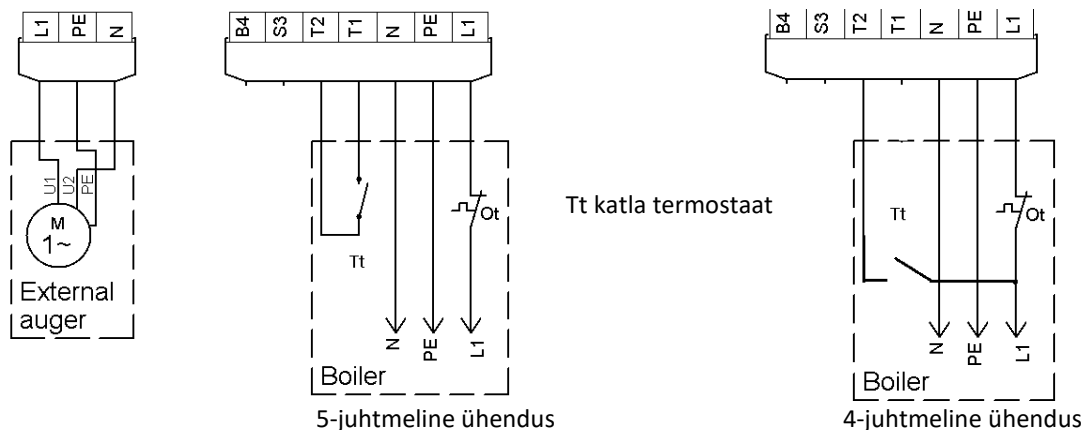 L1 PE N
U1 U2 PE
M
1~
External
auger
B4 S3 T2 T1 N PE L1
Ot
Tt
N PE L1
Boiler
5-juhtmeline ühendus
Tt katla termostaat
B4 S3 T2 T1 N PE L1
Tt
Ot
N PE L1
Boiler
4-juhtmeline ühendus